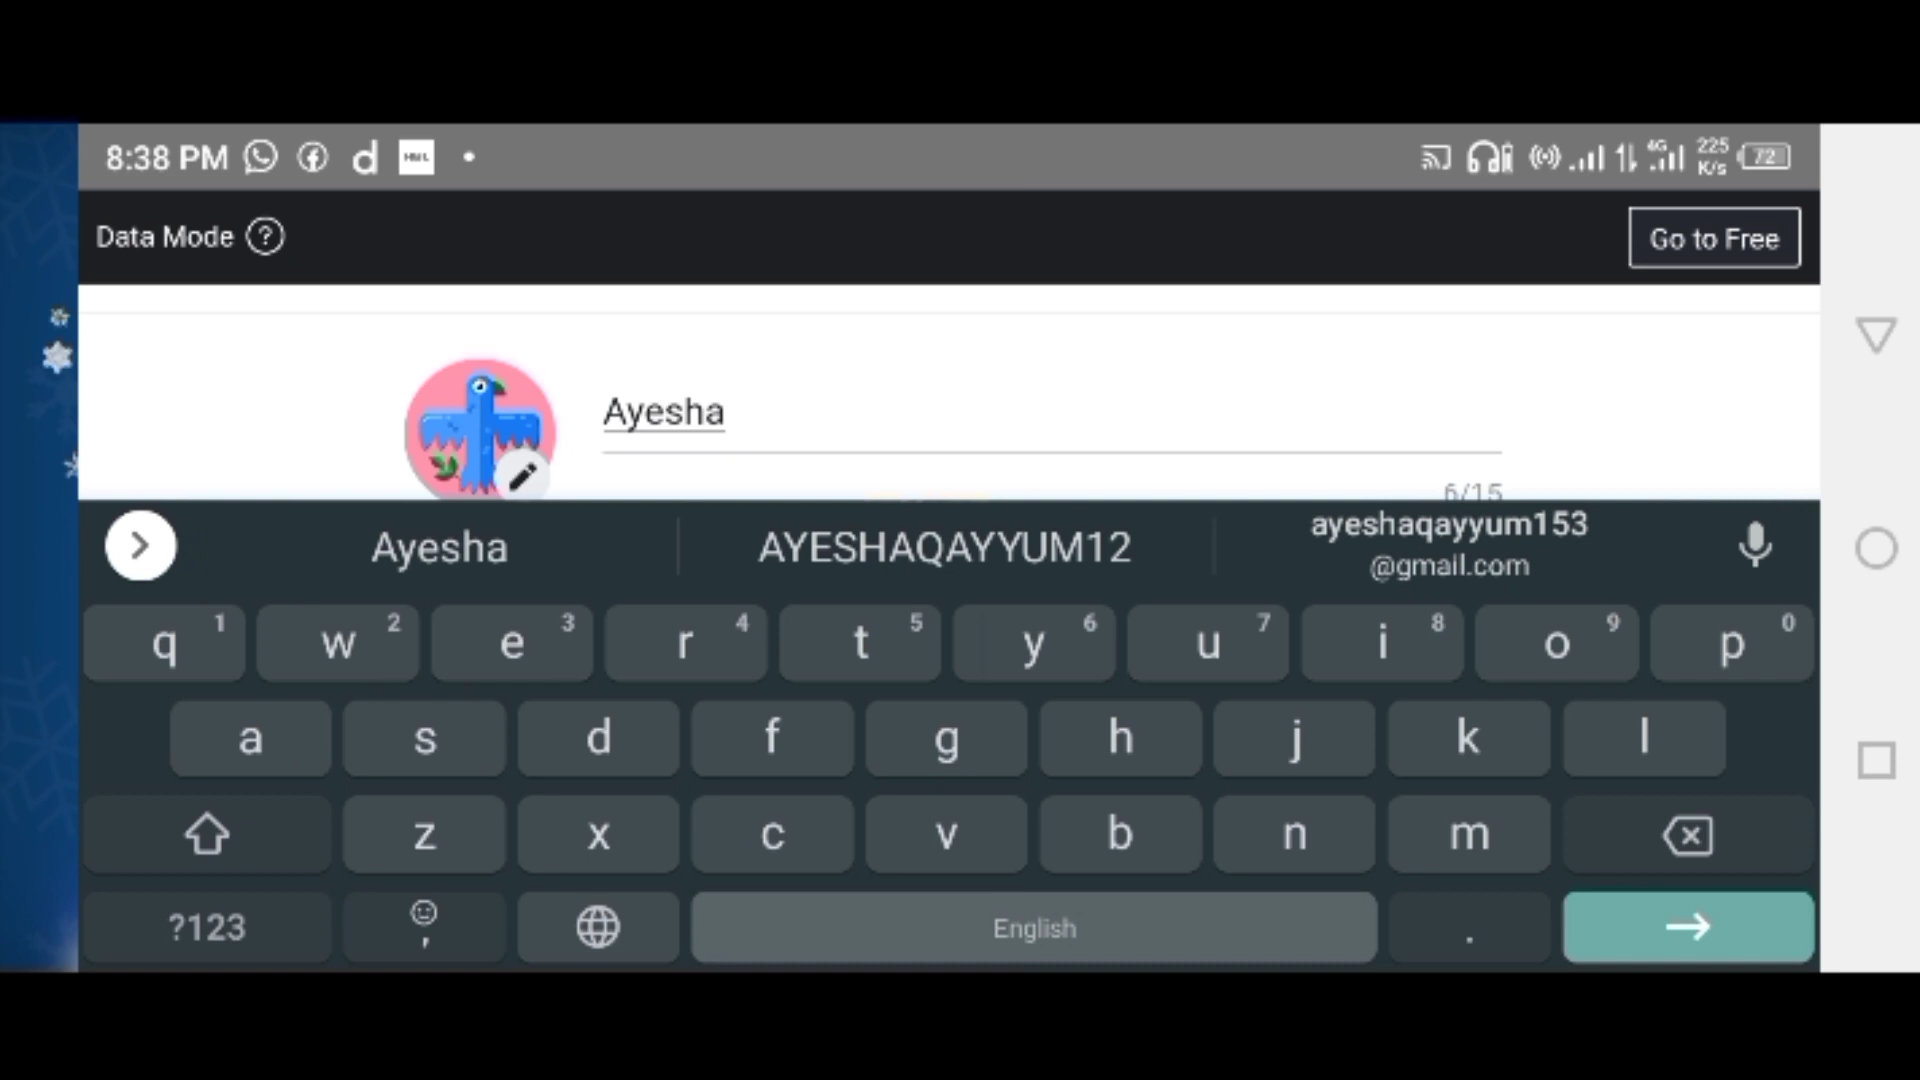 8:38 PM
4G 225 K/s 72
Data Mode ?
Go to Free
Ayesha
6/15
Ayesha
AYESHAQAYYUM12
ayeshaqayyum153
@gmail.com
q 1 w 2 e 3 r 4 t 5 y 6 u 7 i 8 o 9 p 0
a s d f g h j k l
z x c v b n m
?123 , English .